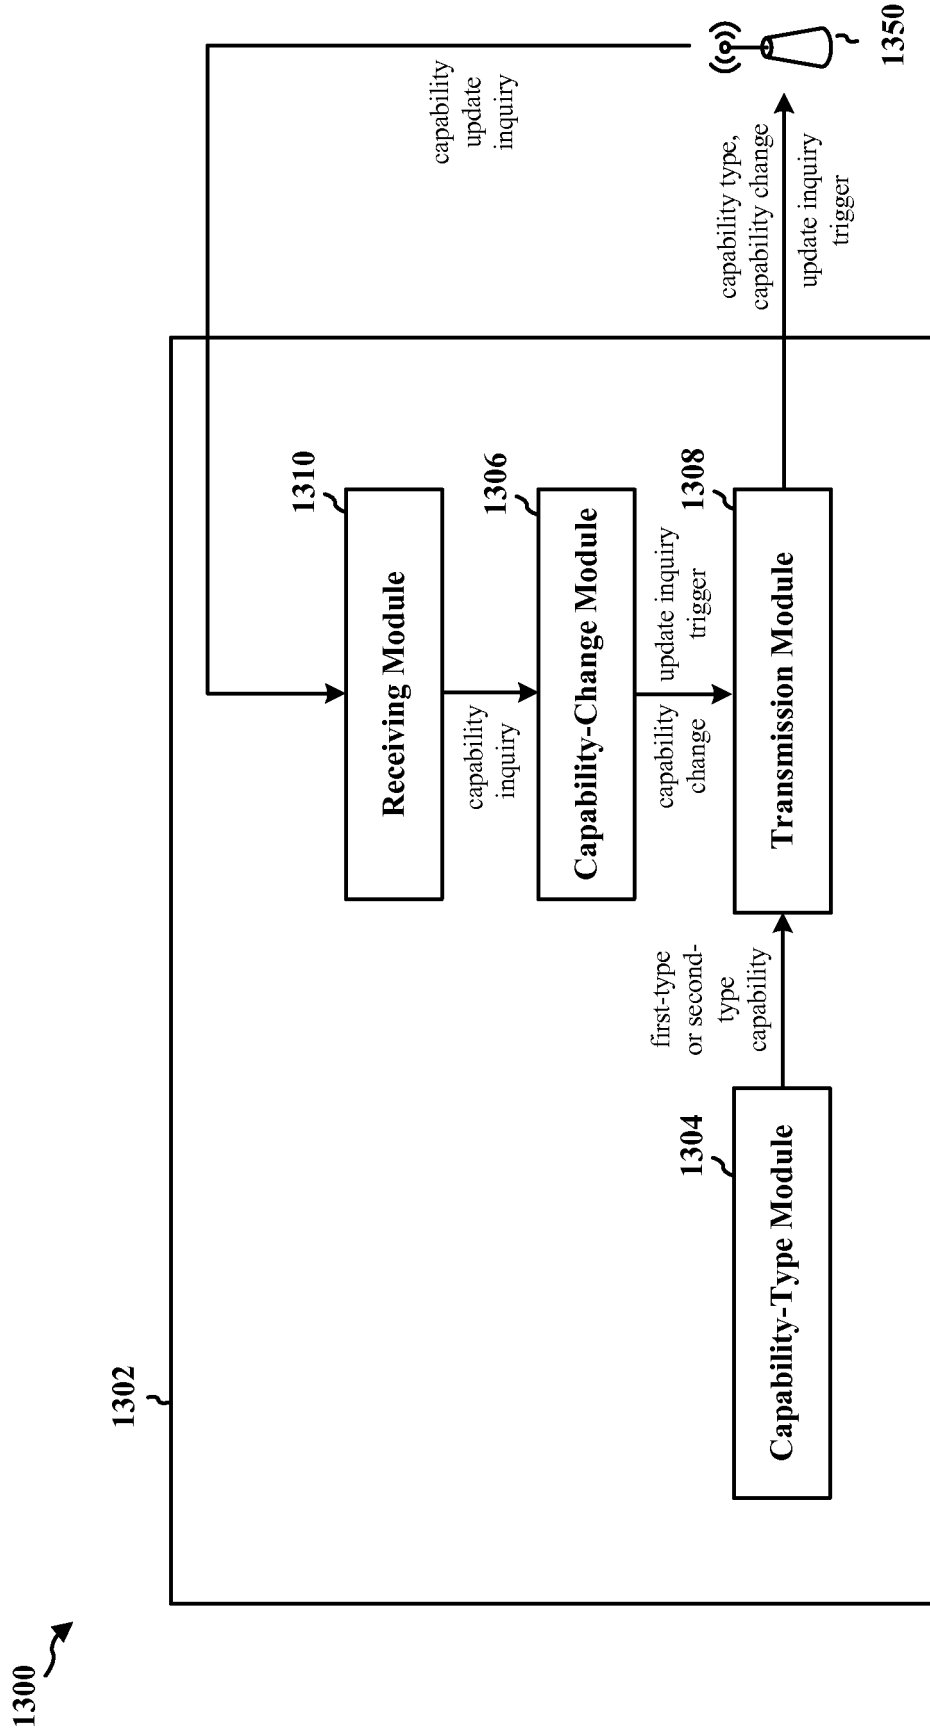 1300
1302
Capability-Type Module
1304
first-type
or second-
type
capability
Receiving Module
1310
capability
inquiry
Capability-Change Module
1306
capability
change
update inquiry
trigger
Transmission Module
1308
capability
update
inquiry
capability type,
capability change
update inquiry
trigger
1350